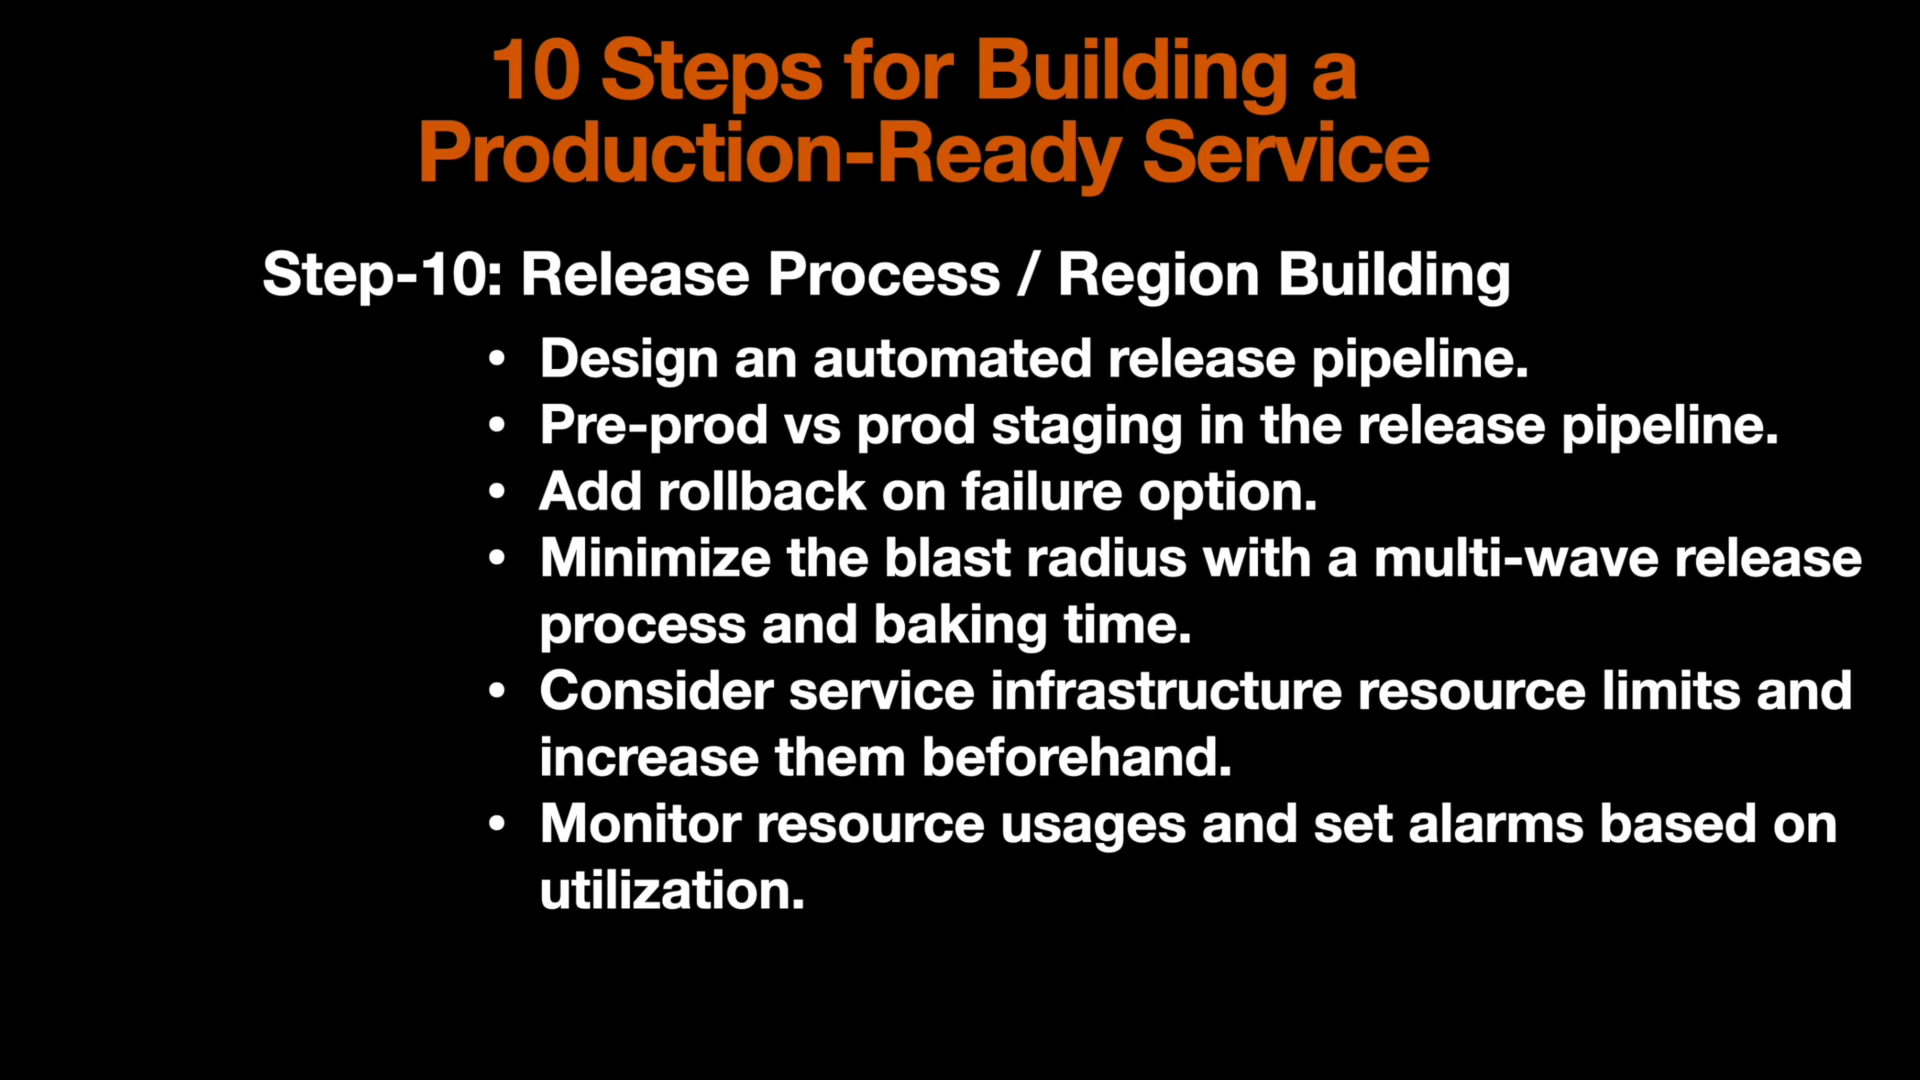 10 Steps for Building a
Production-Ready Service
Step-10: Release Process / Region Building
• Design an automated release pipeline.
• Pre-prod vs prod staging in the release pipeline.
• Add rollback on failure option.
• Minimize the blast radius with a multi-wave release
process and baking time.
• Consider service infrastructure resource limits and
increase them beforehand.
• Monitor resource usages and set alarms based on
utilization.